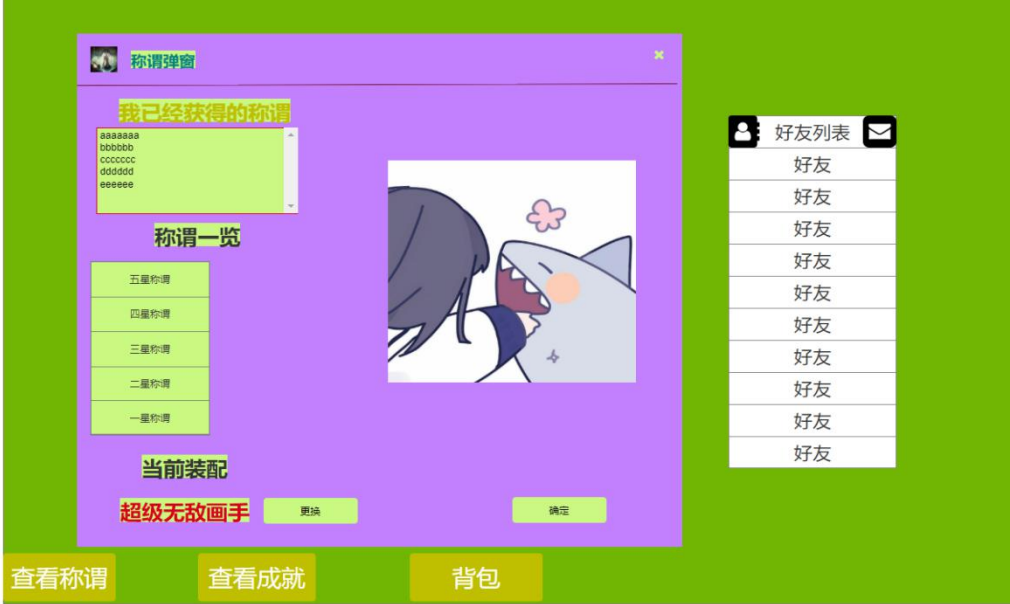 称谓弹窗
我已经获得的称谓
aaaaaaa
bbbbbb
ccccccc
dddddd
eeeeee
称谓一览
五星称谓
四星称谓
三星称谓
二星称谓
一星称谓
当前装配
超级无敌画手
更换
确定
好友列表
好友
好友
好友
好友
好友
好友
好友
好友
好友
好友
查看称谓
查看成就
背包